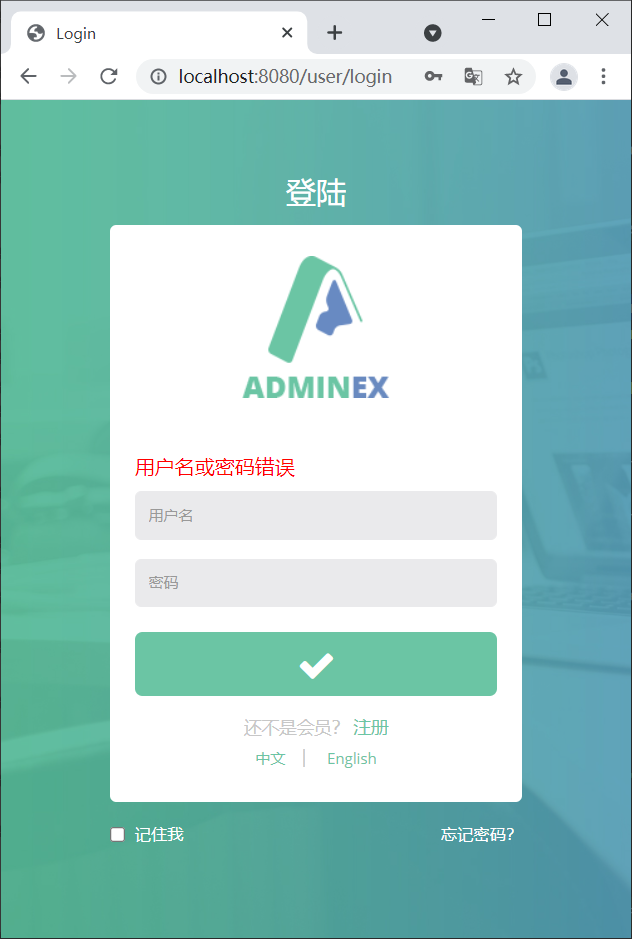 Login
localhost:8080/user/login
登陆
ADMINEX
用户名或密码错误
用户名
密码
还不是会员? 注册
中文 | English
记住我 忘记密码?